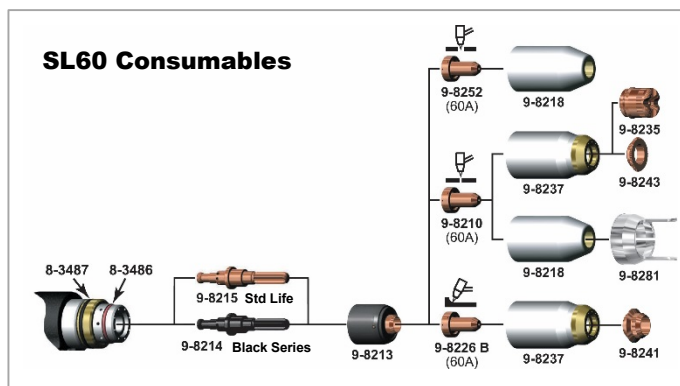 SL60 Consumables
9-8252
(60A)
9-8218
9-8235
9-8237
9-8243
9-8210
(60A)
9-8218
9-8281
8-3487
8-3486
9-8215 Std Life
9-8214 Black Series
9-8213
9-8226 B
(60A)
9-8237
9-8241